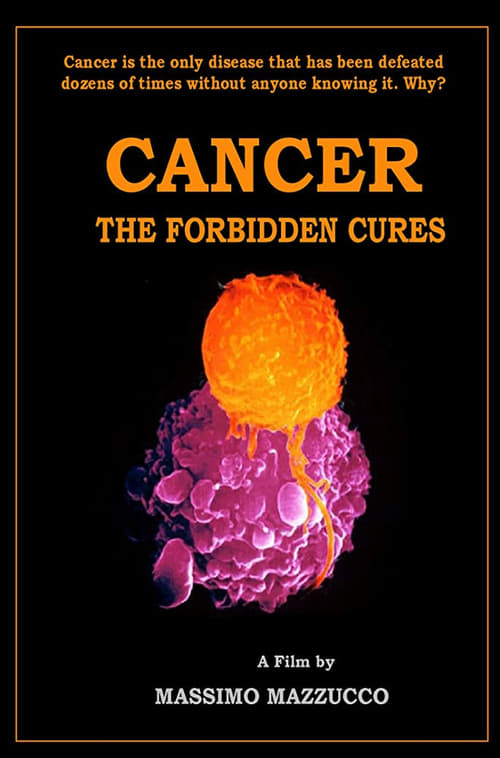 Cancer is the only disease that has been defeated
dozens of times without anyone knowing it. Why?
CANCER
THE FORBIDDEN CURES
A Film by
MASSIMO MAZZUCCO